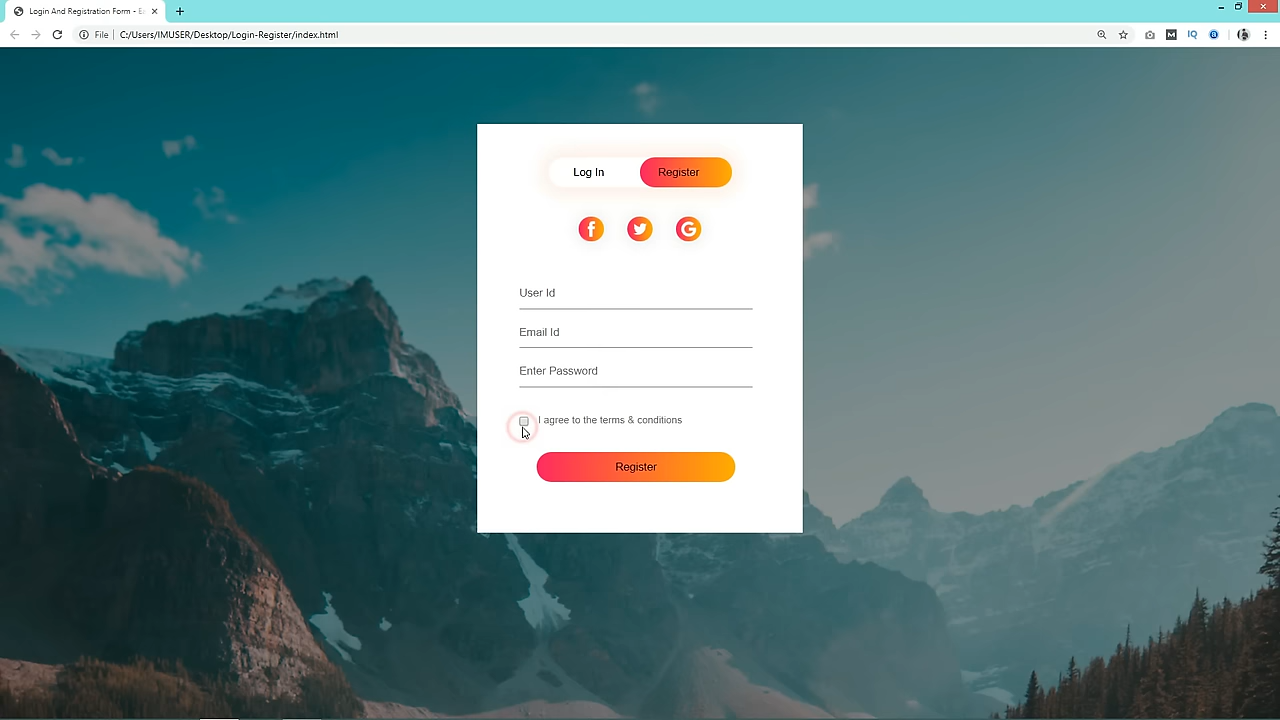 Login And Registration Form - Ea
File
C:/Users/IMUSER/Desktop/Login-Register/index.html
M
IQ
B
Log In
Register
User Id
Email Id
Enter Password
I agree to the terms & conditions
Register